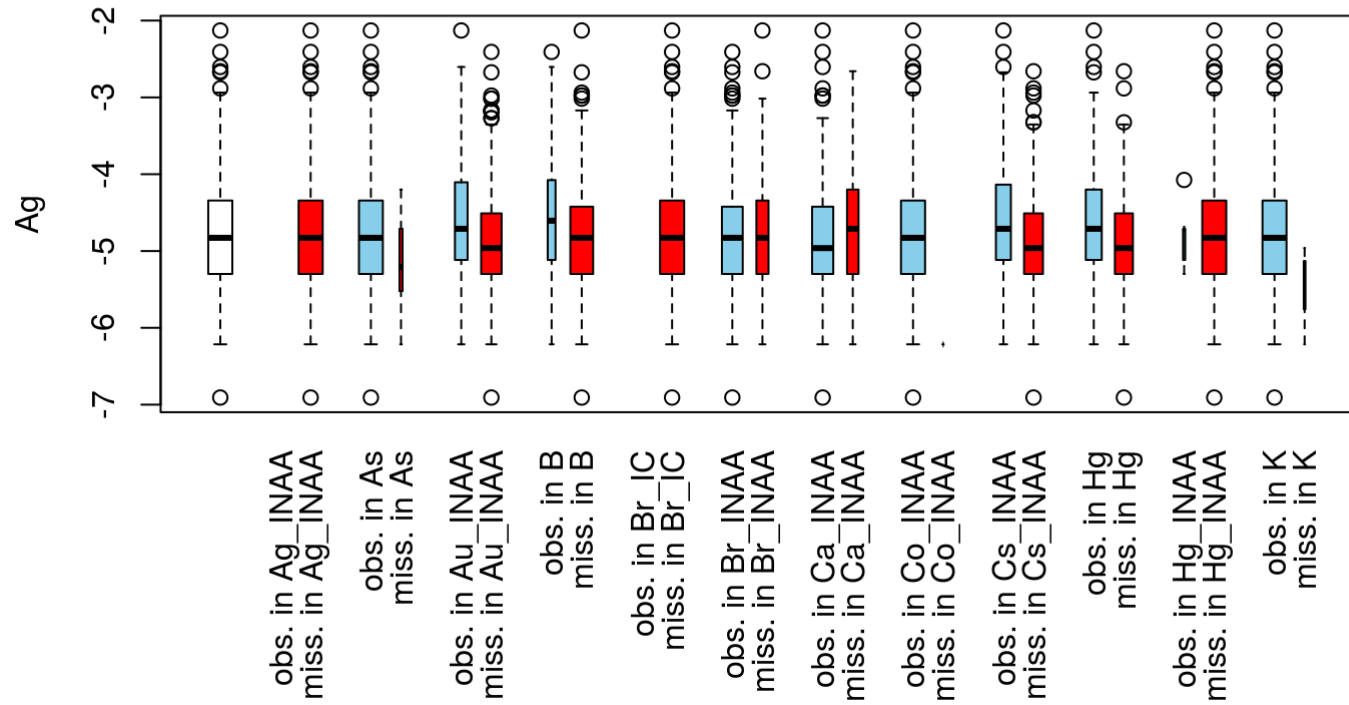 Ag
-2
-3
-4
-5
-6
-7
obs. in Ag_INAA
miss. in Ag_INAA
obs. in As
miss. in As
obs. in Au_INAA
miss. in Au_INAA
obs. in B
miss. in B
obs. in Br_IC
miss. in Br_IC
obs. in Br_INAA
miss. in Br_INAA
obs. in Ca_INAA
miss. in Ca_INAA
obs. in Co_INAA
miss. in Co_INAA
obs. in Cs_INAA
miss. in Cs_INAA
obs. in Hg
miss. in Hg
obs. in Hg_INAA
miss. in Hg_INAA
obs. in K
miss. in K